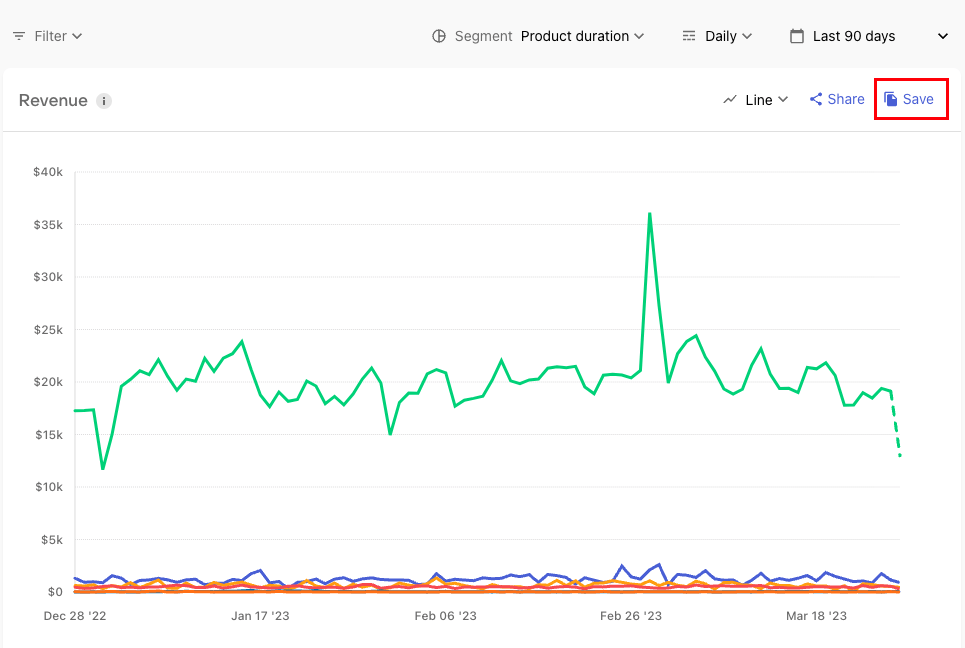 Filter
Segment Product duration
Daily
Last 90 days
Revenue i
Line
Share
Save
$40k
$35k
$30k
$25k
$20k
$15k
$10k
$5k
$0
Dec 28 '22
Jan 17 '23
Feb 06 '23
Feb 26 '23
Mar 18 '23